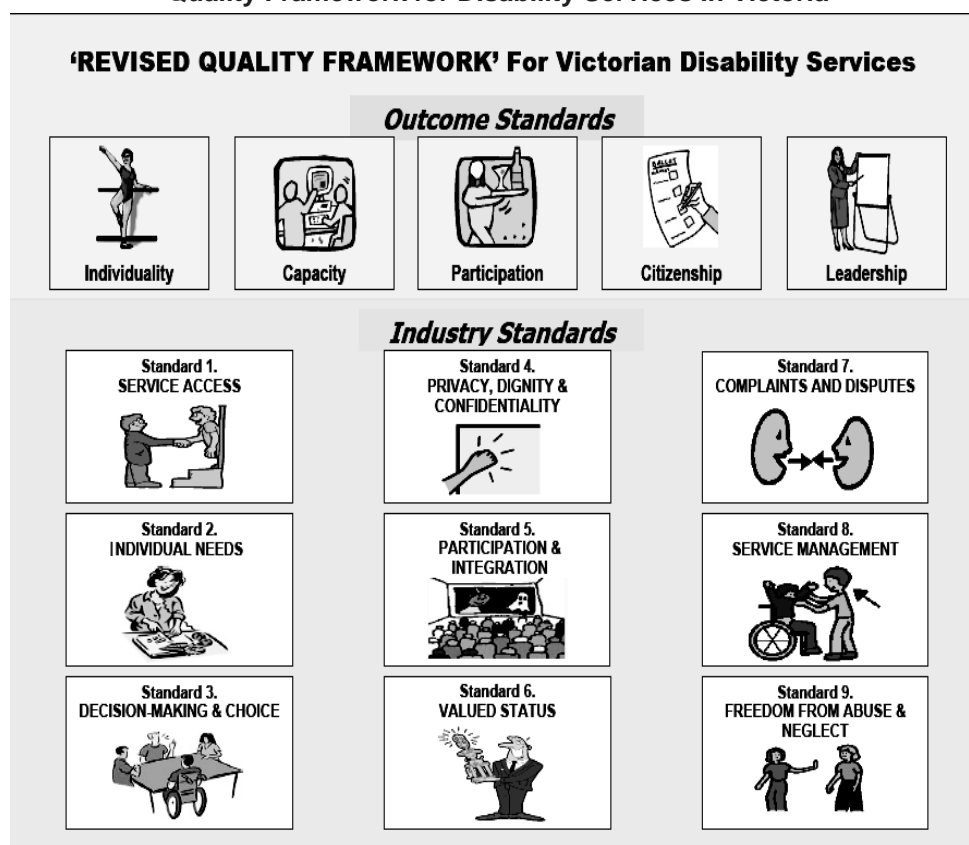 Quality Framework for Disability Services in Victoria
'REVISED QUALITY FRAMEWORK' For Victorian Disability Services
Outcome Standards
Individuality
Capacity
Participation
BALLOT
Citizenship
Leadership
Industry Standards
Standard 1.
SERVICE ACCESS
Standard 4.
PRIVACY, DIGNITY &
CONFIDENTIALITY
Standard 7.
COMPLAINTS AND DISPUTES
Standard 2.
INDIVIDUAL NEEDS
Standard 5.
PARTICIPATION &
INTEGRATION
Standard 8.
SERVICE MANAGEMENT
Standard 3.
DECISION-MAKING & CHOICE
Standard 6.
VALUED STATUS
Standard 9.
FREEDOM FROM ABUSE &
NEGLECT